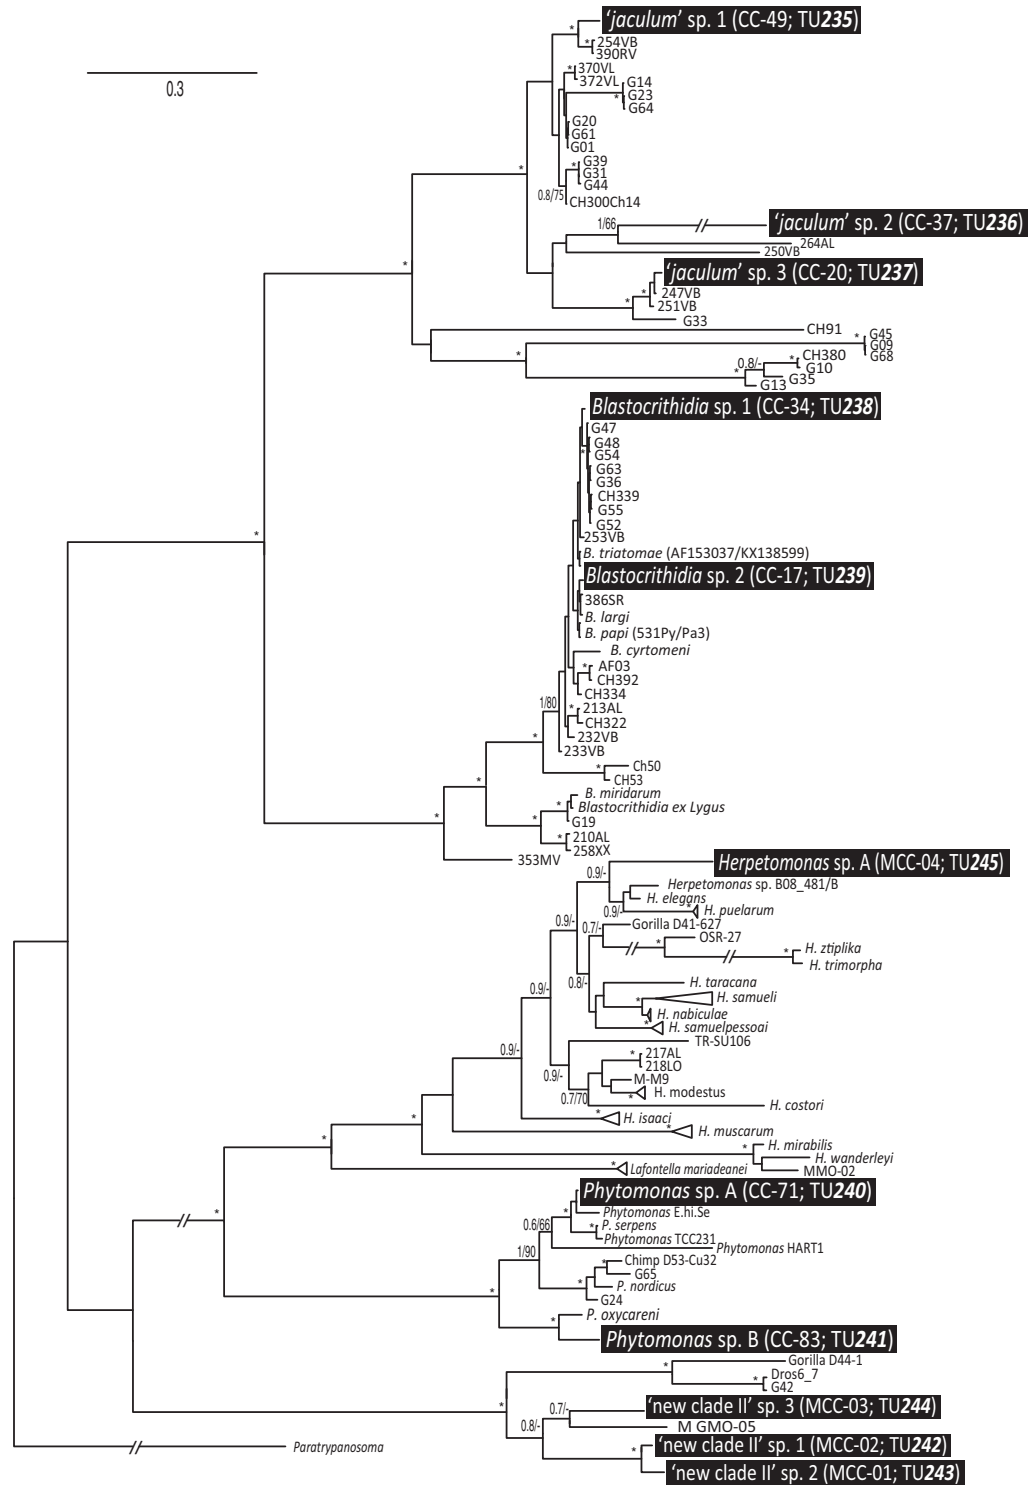 'jaculum' sp. 1 (CC-49; TU235)
*
* 254VB
390RV
0.3
* 370VL
372VL
G14
* G23
G64
G20
G61
G01
*
* G39
G31
G44
0.8/75
CH300Ch14
1/66
'jaculum' sp. 2 (CC-37; TU236)
264AL
250VB
*
'jaculum' sp. 3 (CC-20; TU237)
* 247VB
251VB
*
G33
CH91
* G45
G09
G68
*
0.8/-
* CH380
G10
* G35
G13
Blastocrithidia sp. 1 (CC-34; TU238)
G47
G48
* G54
G63
G36
CH339
G55
G52
253VB
*
B. triatomae (AF153037/KX138599)
Blastocrithidia sp. 2 (CC-17; TU239)
386SR
B. largi
B. papi (531Py/Pa3)
B. cyrtomeni
* AF03
CH392
CH334
1/80
* 213AL
CH322
232VB
*
233VB
* Ch50
CH53
*
B. miridarum
* Blastocrithidia ex Lygus
G19
*
* 210AL
258XX
*
353MV
Herpetomonas sp. A (MCC-04; TU245)
0.9/-
Herpetomonas sp. B08_481/B
H. elegans
0.9/-
* H. puelarum
0.9/-
0.7/-
Gorilla D41-627
* OSR-27
* H. ztiplika
H. trimorpha
0.8/-
H. taracana
* H. samueli
H. nabiculae
* H. samuelpessoai
0.9/-
TR-SU106
0.9/-
* 217AL
218LO
0.9/-
M-M9
* H. modestus
0.7/70
H. costori
* H. isaaci
*
* H. muscarum
*
* H. mirabilis
H. wanderleyi
MMO-02
* Lafontella mariadeanei
Phytomonas sp. A (CC-71; TU240)
*
* Phytomonas E.hi.Se
0.6/66
* P. serpens
Phytomonas TCC231
Phytomonas HART1
1/90
* Chimp D53-Cu32
G65
* P. nordicus
G24
*
* P. oxycareni
Phytomonas sp. B (CC-83; TU241)
Gorilla D44-1
*
* Dros6_7
G42
*
0.7/-
'new clade II' sp. 3 (MCC-03; TU244)
0.8/-
M GMO-05
* 'new clade II' sp. 1 (MCC-02; TU242)
Paratrypanosoma
'new clade II' sp. 2 (MCC-01; TU243)